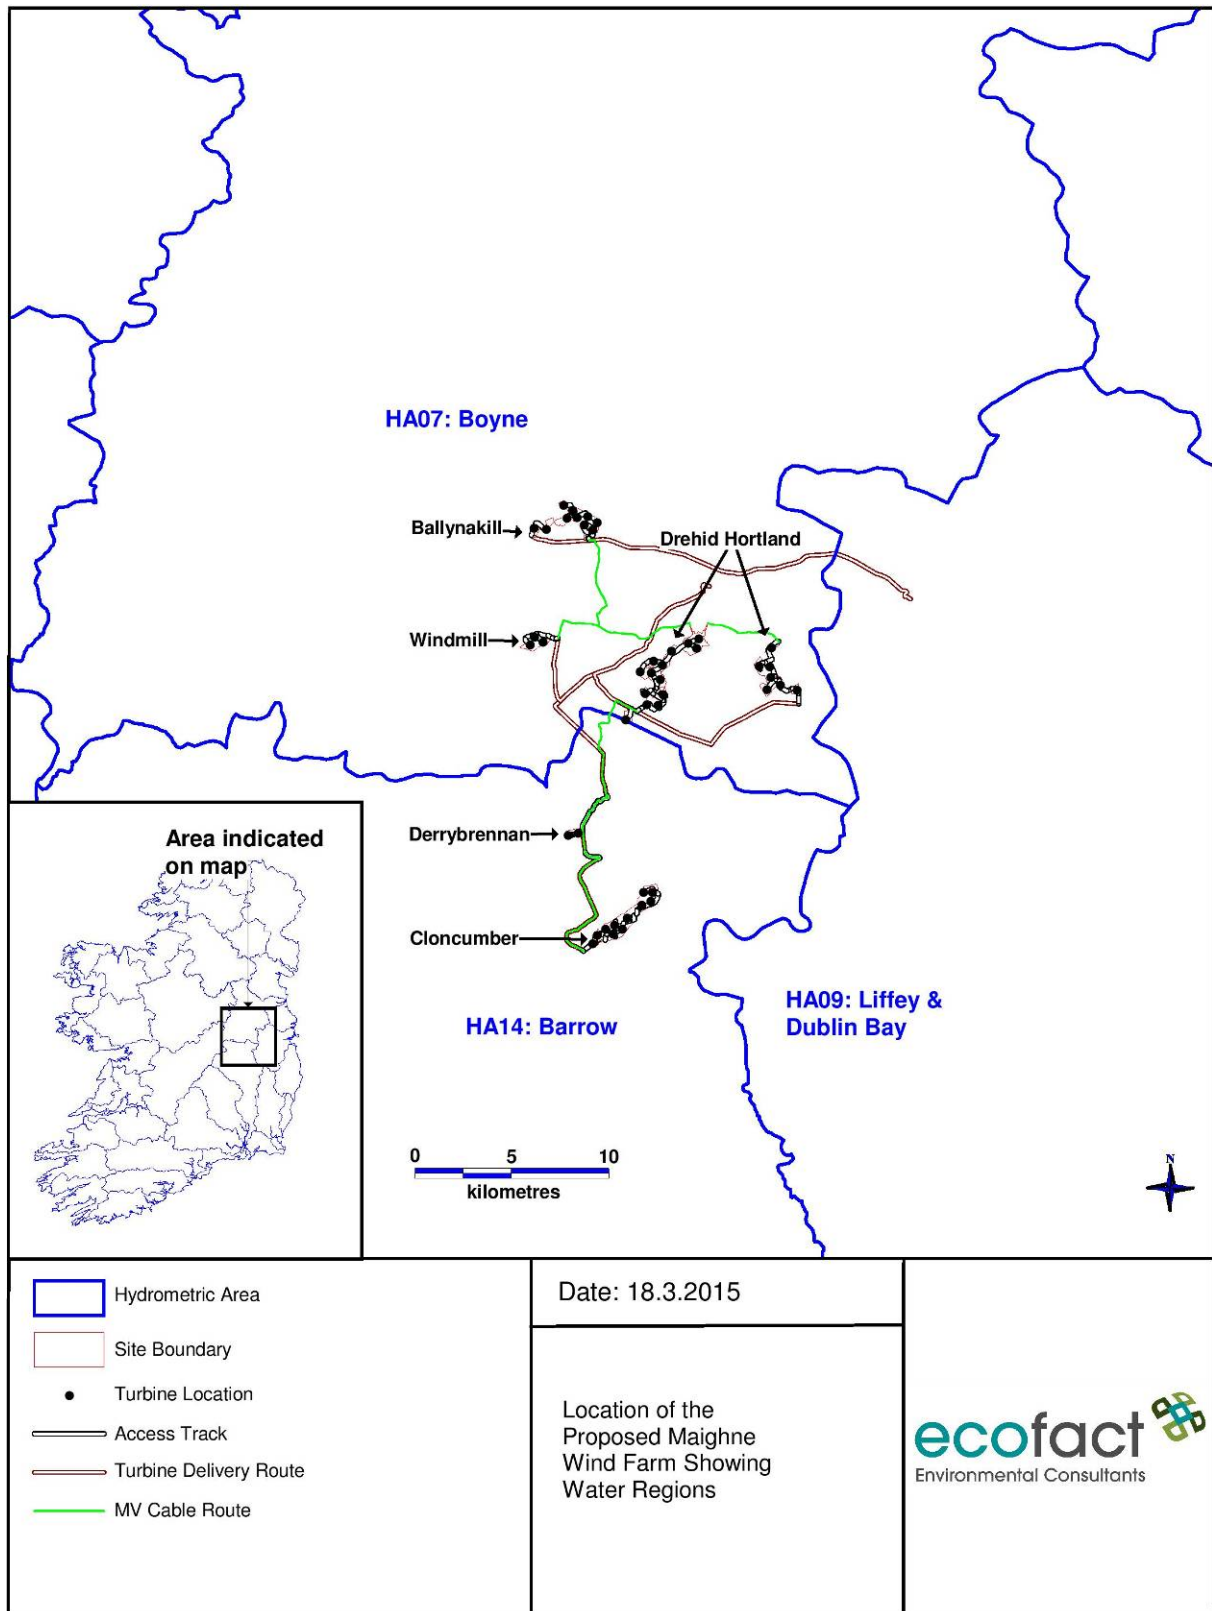 HA07: Boyne
Ballynakill
Drehid Hortland
Windmill
Derrybrennan
Area indicated
on map
Cloncumber
HA09: Liffey &
Dublin Bay
HA14: Barrow
0 5 10
kilometres
N
Hydrometric Area
Site Boundary
Turbine Location
Access Track
Turbine Delivery Route
MV Cable Route
Date: 18.3.2015
Location of the
Proposed Maighne
Wind Farm Showing
Water Regions
ecofact
Environmental Consultants